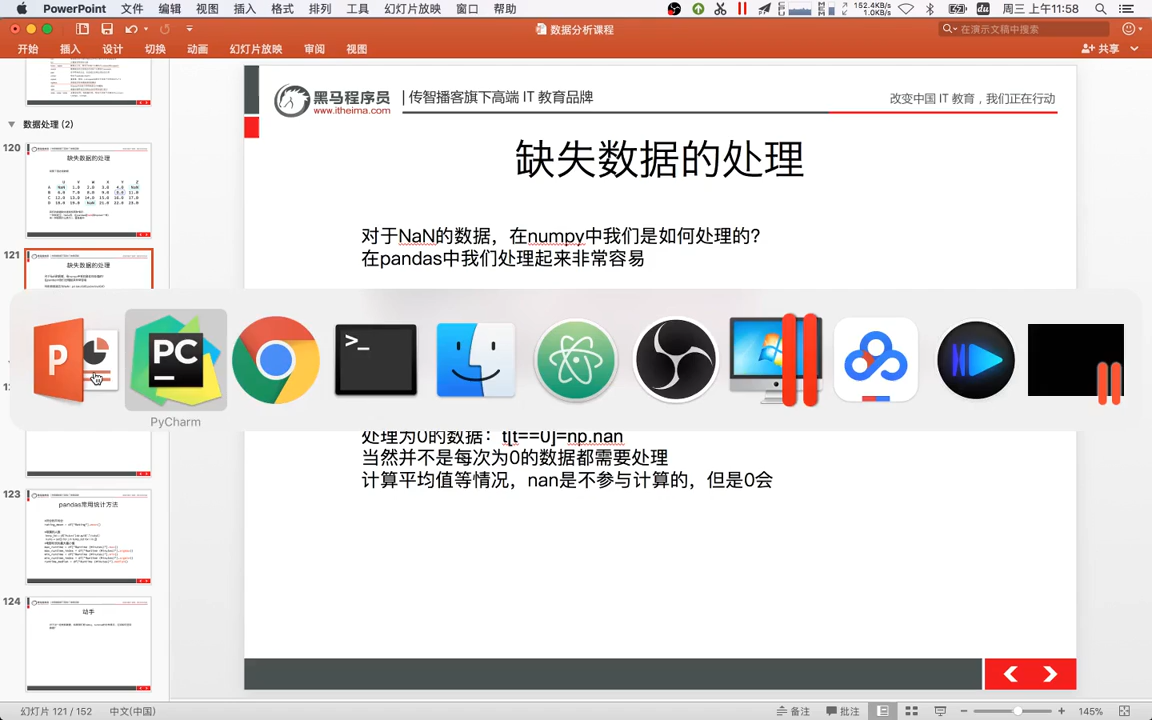 PowerPoint 文件 编辑 视图 插入 格式 排列 工具 幻灯片放映 窗口 帮助 152.4KB/s 1.0KB/s 周三 上午11:58
数据分析课程 在演示文稿中搜索
开始 插入 设计 切换 动画 幻灯片放映 审阅 视图 共享
数据处理 (2)
120
缺失数据的处理
121
缺失数据的处理
123
pandas常用统计方法
124
动手
黑马程序员 | 传智播客旗下高端 IT 教育品牌 改变中国 IT 教育，我们正在行动
www.itheima.com
缺失数据的处理
对于NaN的数据，在numpy中我们是如何处理的?
在pandas中我们处理起来非常容易
P PC >_
PyCharm
处理为0的数据：t[t==0]=np.nan
当然并不是每次为0的数据都需要处理
计算平均值等情况，nan是不参与计算的，但是0会
幻灯片 121 / 152 中文(中国) 备注 批注 145%